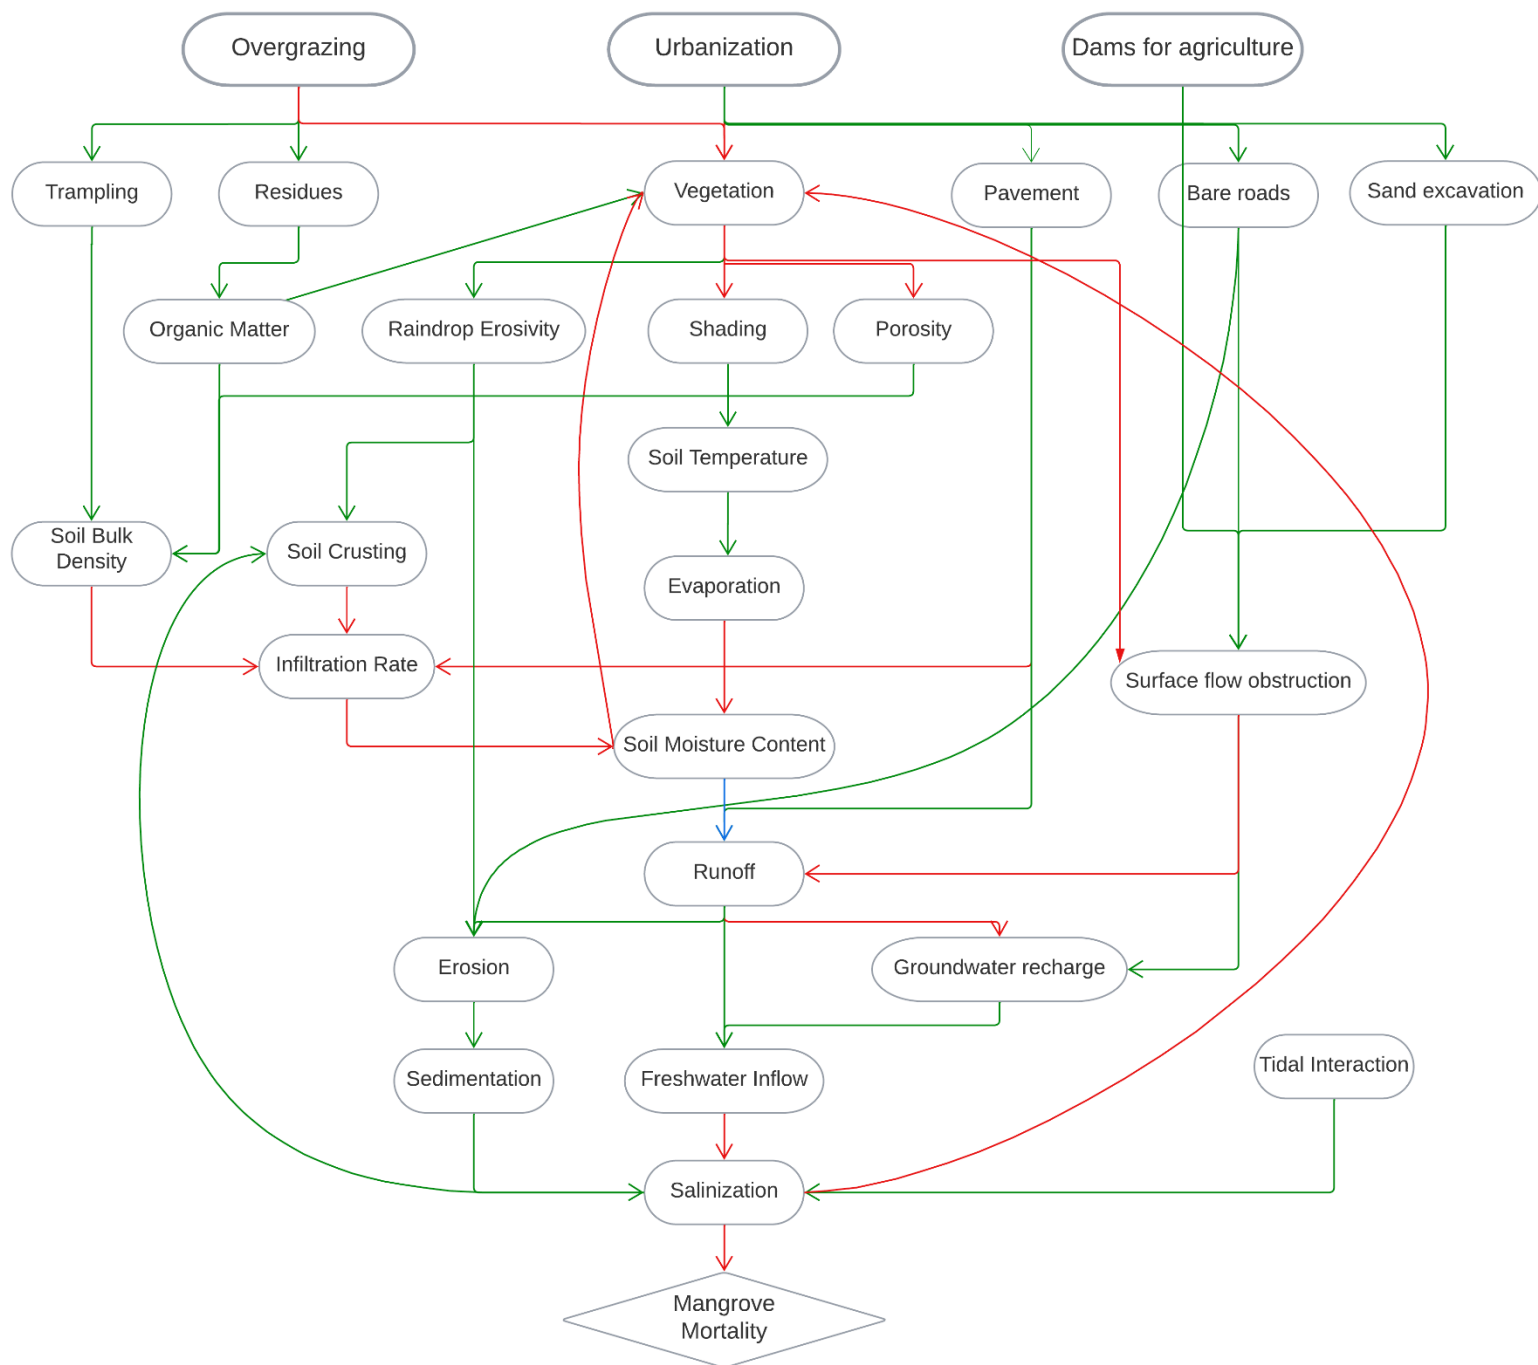 Overgrazing
Urbanization
Dams for agriculture
Trampling
Residues
Vegetation
Pavement
Bare roads
Sand excavation
Organic Matter
Raindrop Erosivity
Shading
Porosity
Soil Temperature
Soil Bulk
Density
Soil Crusting
Evaporation
Infiltration Rate
Surface flow obstruction
Soil Moisture Content
Runoff
Erosion
Groundwater recharge
Sedimentation
Freshwater Inflow
Tidal Interaction
Salinization
Mangrove
Mortality